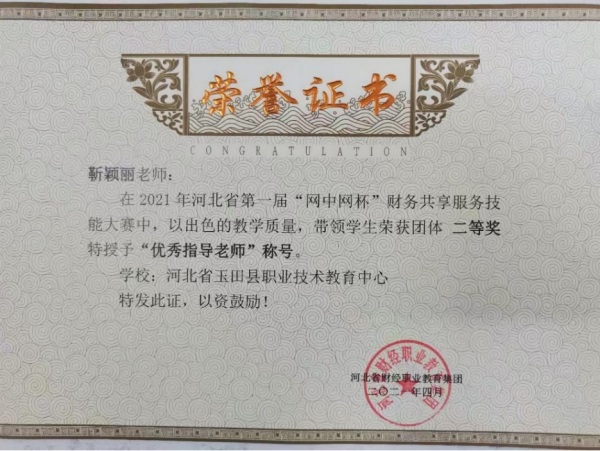 荣誉证书
CONGRATULATION
靳颖丽老师：
在2021年河北省第一届“网中网杯”财务共享服务技
能大赛中，以出色的教学质量，带领学生荣获团体 二等奖
特授予“优秀指导老师”称号。
学校：河北省玉田县职业技术教育中心
特发此证，以资鼓励！
河北省财经职业教育集团
二〇二一年四月